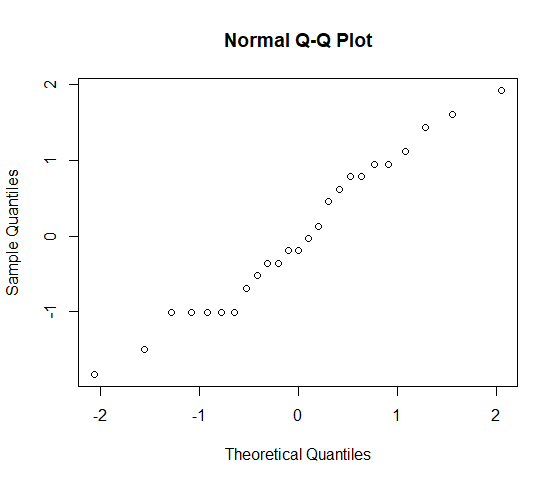 Normal Q-Q Plot
2
1
0
-1
Sample Quantiles
-2 -1 0 1 2
Theoretical Quantiles